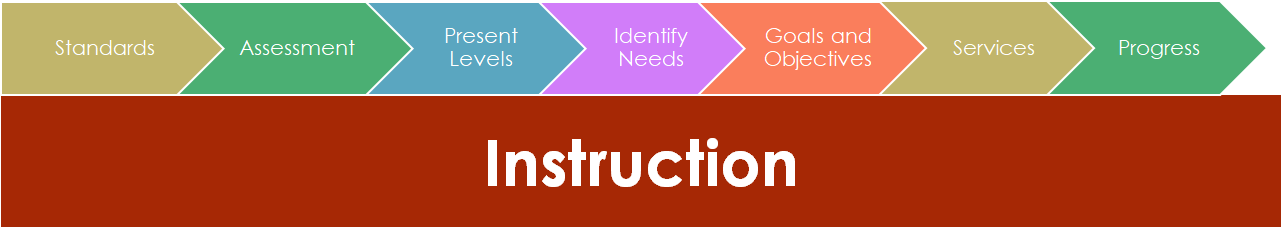 Standards
Assessment
Present
Levels
Identify
Needs
Goals and
Objectives
Services
Progress
Instruction